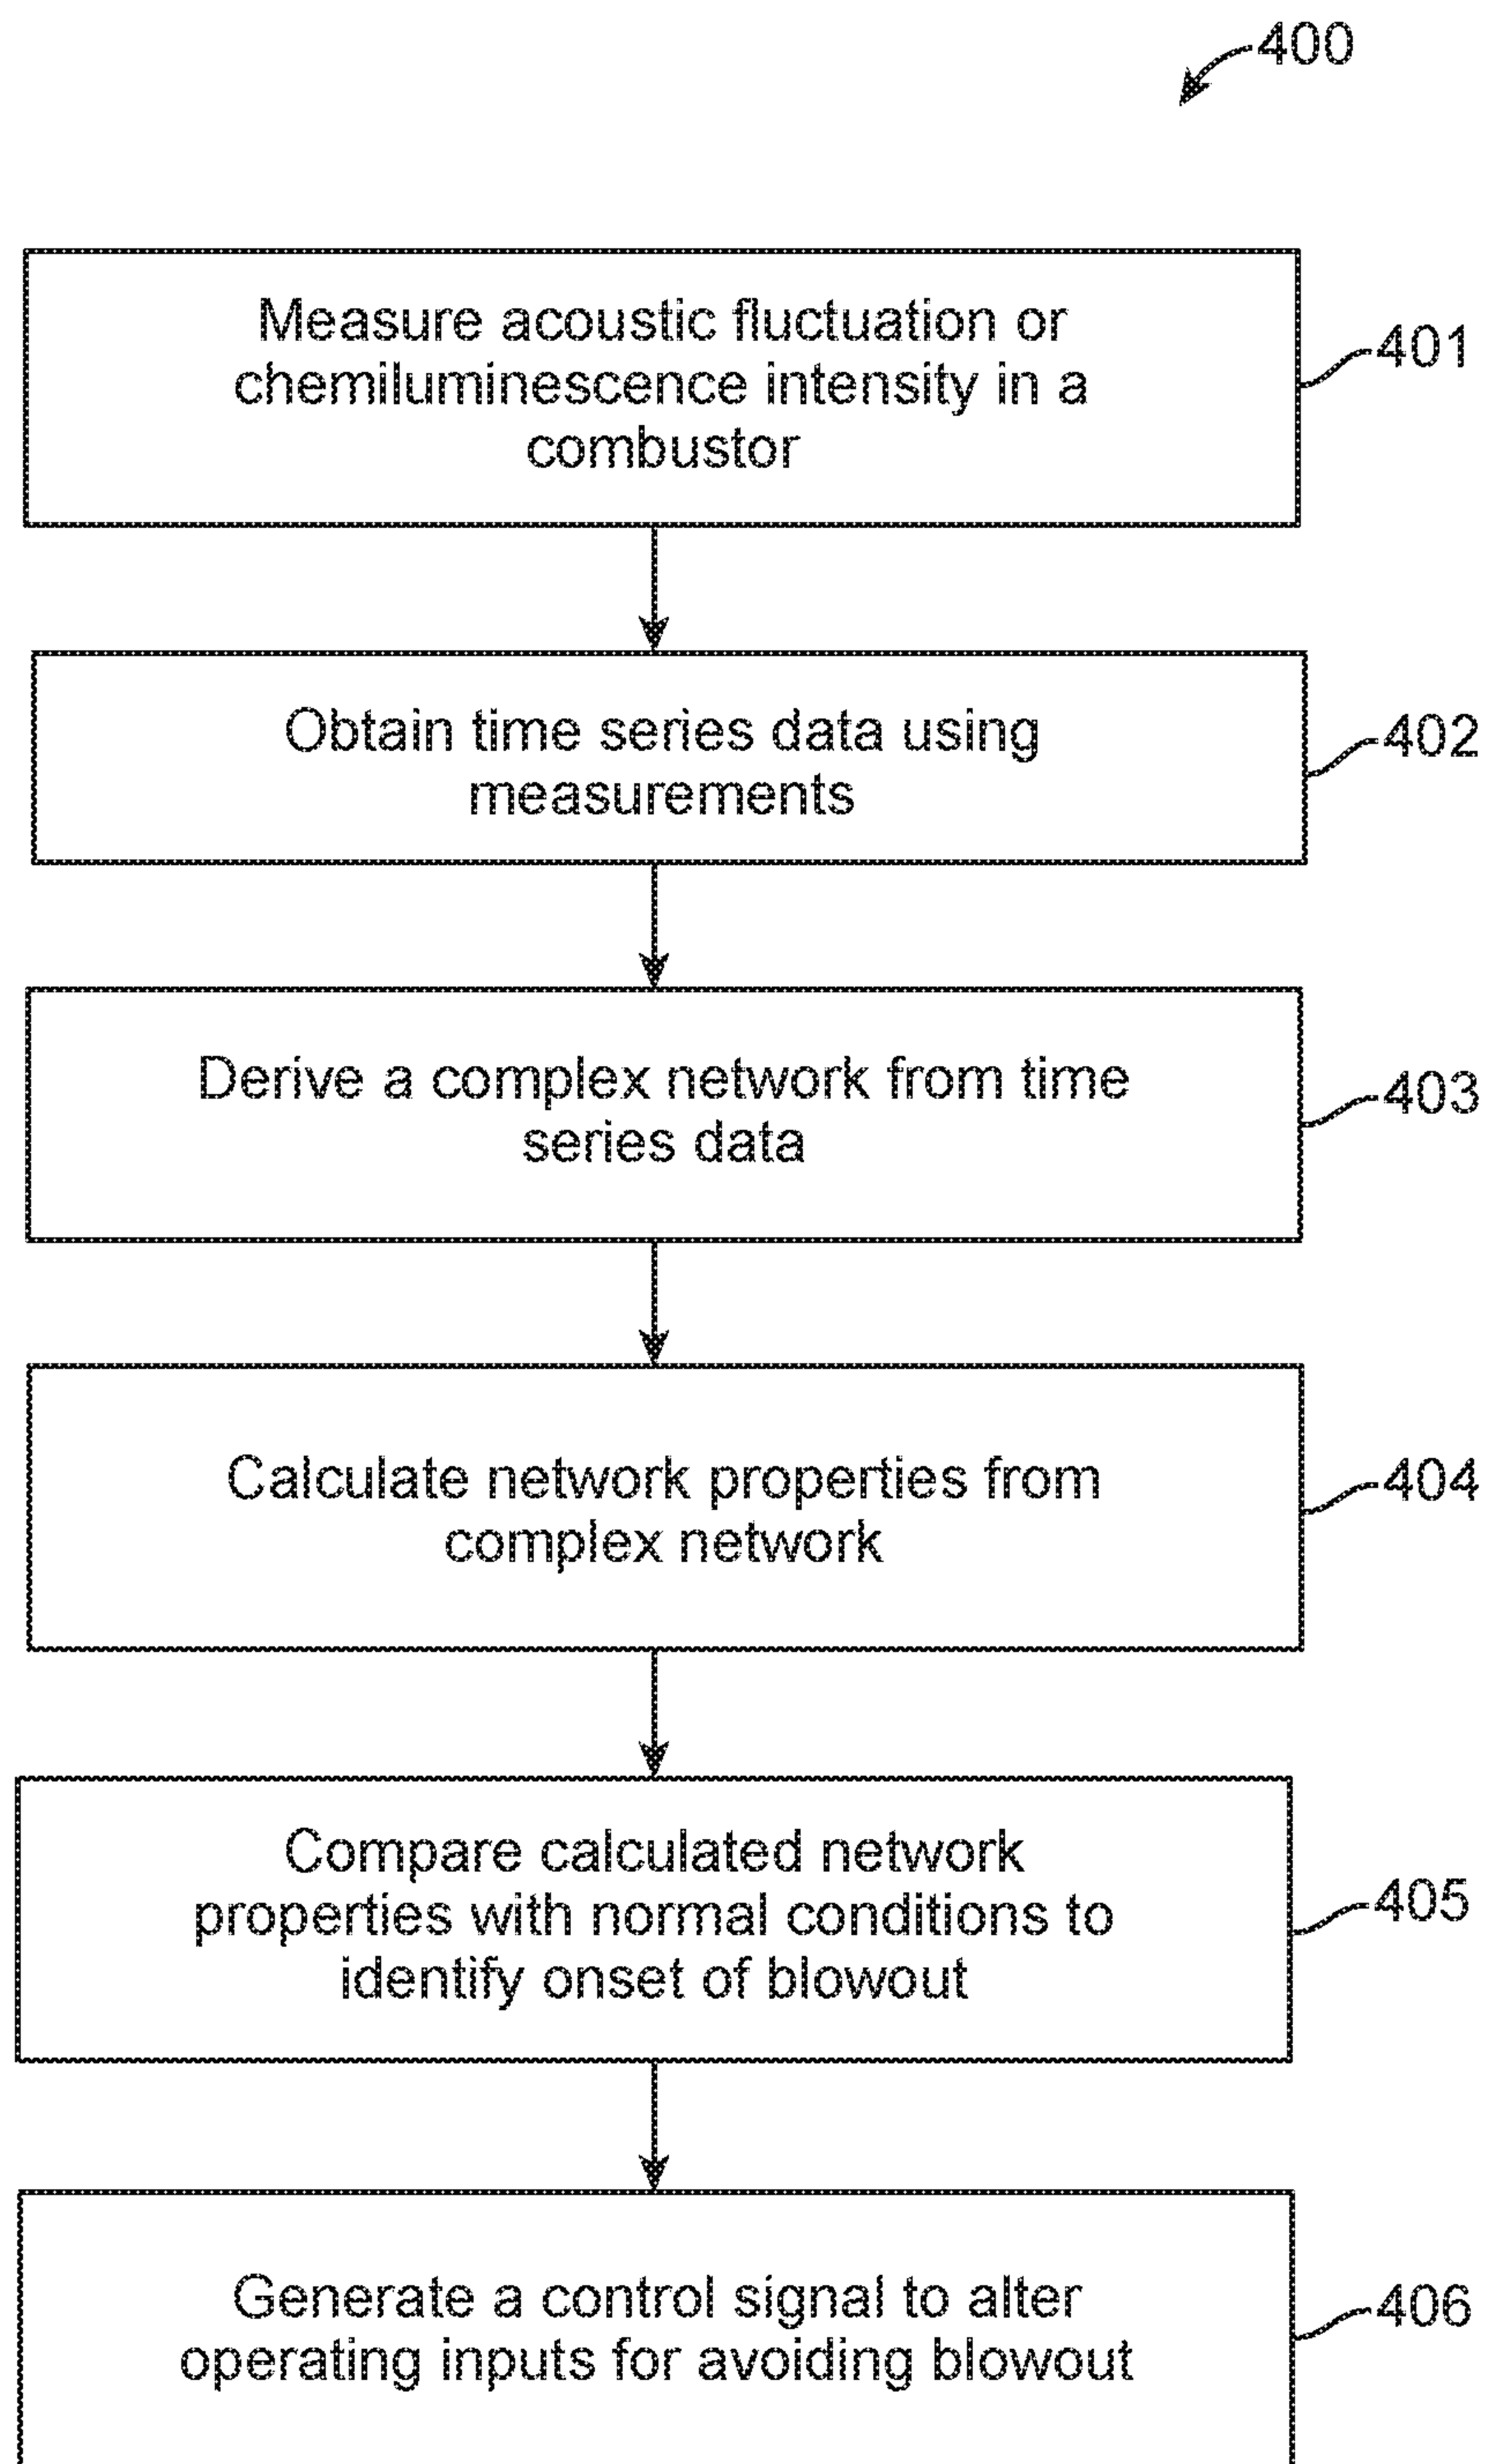 400
Measure acoustic fluctuation or
chemiluminescence intensity in a
combustor
401
Obtain time series data using
measurements
402
Derive a complex network from time
series data
403
Calculate network properties from
complex network
404
Compare calculated network
properties with normal conditions to
identify onset of blowout
405
Generate a control signal to alter
operating inputs for avoiding blowout
406